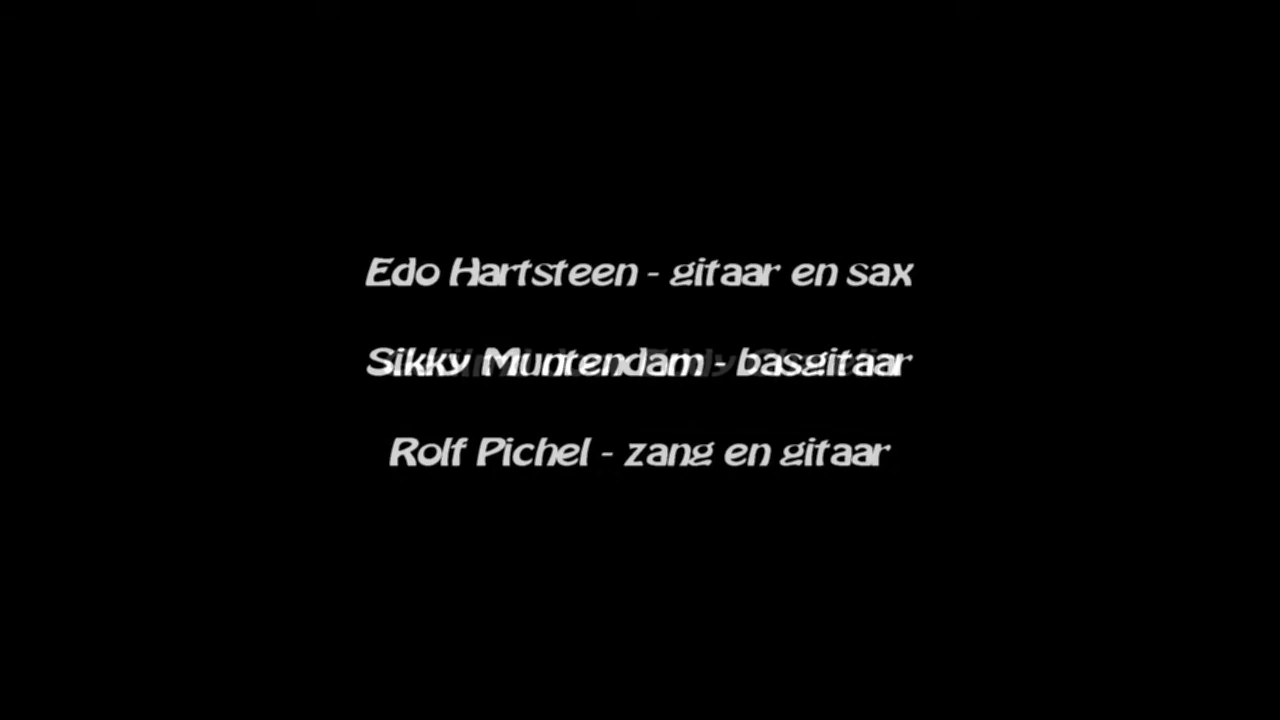 Edo Hartsteen - gitaar en sax
Sikky Muntendam - basgitaar
Rolf Pichel - zang en gitaar